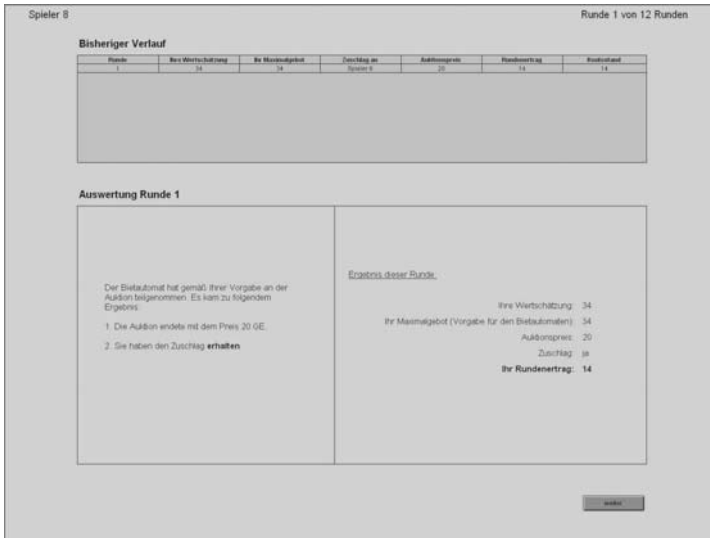 Spieler 8
Runde 1 von 12 Runden
Bisheriger Verlauf
Runde Ihre Wertschätzung Ihr Maximalgebot Zuschlag an Auktionspreis Rundenertrag Kontostand
1 34 34 Spieler 8 20 14 14
Auswertung Runde 1
Der Bietautomat hat gemäß Ihrer Vorgabe an der
Auktion teilgenommen. Es kam zu folgendem
Ergebnis:
1. Die Auktion endete mit dem Preis 20 GE.
2. Sie haben den Zuschlag erhalten.
Ergebnis dieser Runde:
Ihre Wertschätzung: 34
Ihr Maximalgebot (Vorgabe für den Bietautomaten): 34
Auktionspreis: 20
Zuschlag: ja
Ihr Rundenertrag: 14
weiter